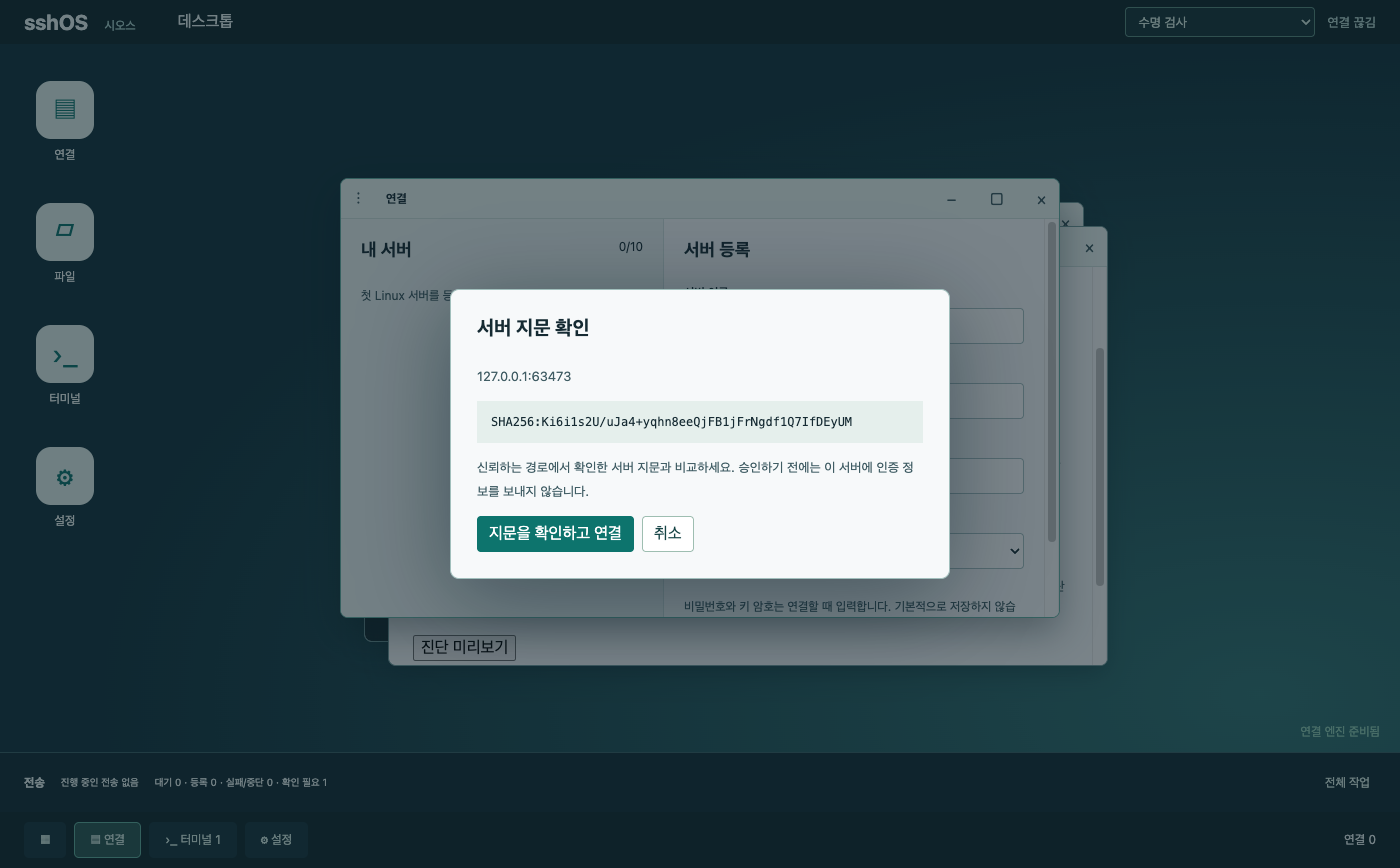 sshOS 시오스 데스크톱
수명 검사
연결 끊김
연결
파일
터미널
설정
연결
내 서버
0/10
첫 Linux 서버를
서버 등록
서버 지문 확인
127.0.0.1:63473
SHA256:Ki6i1s2U/uJa4+yqhn8eeQjFB1jFrNgdf1Q7IfDEyUM
신뢰하는 경로에서 확인한 서버 지문과 비교하세요. 승인하기 전에는 이 서버에 인증 정
보를 보내지 않습니다.
지문을 확인하고 연결
취소
비밀번호와 키 암호는 연결할 때 입력합니다. 기본적으로 저장하지 않습
진단 미리보기
연결 엔진 준비됨
전송 진행 중인 전송 없음 대기 0 · 등록 0 · 실패/중단 0 · 확인 필요 1
전체 작업
연결
›_ 터미널 1
설정
연결 0